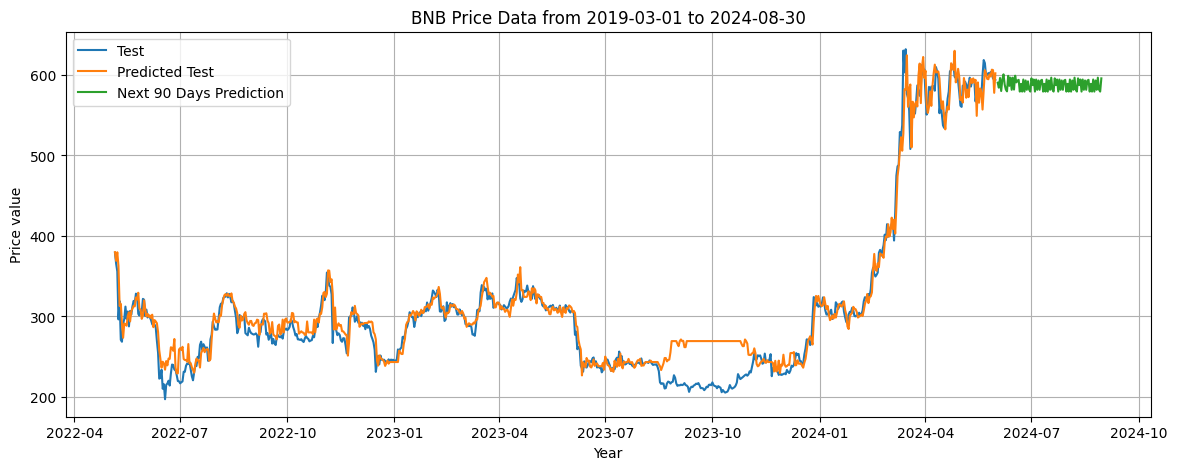 BNB Price Data from 2019-03-01 to 2024-08-30
Test
Predicted Test
Next 90 Days Prediction
Price value
600
500
400
300
200
2022-04
2022-07
2022-10
2023-01
2023-04
2023-07
2023-10
2024-01
2024-04
2024-07
2024-10
Year